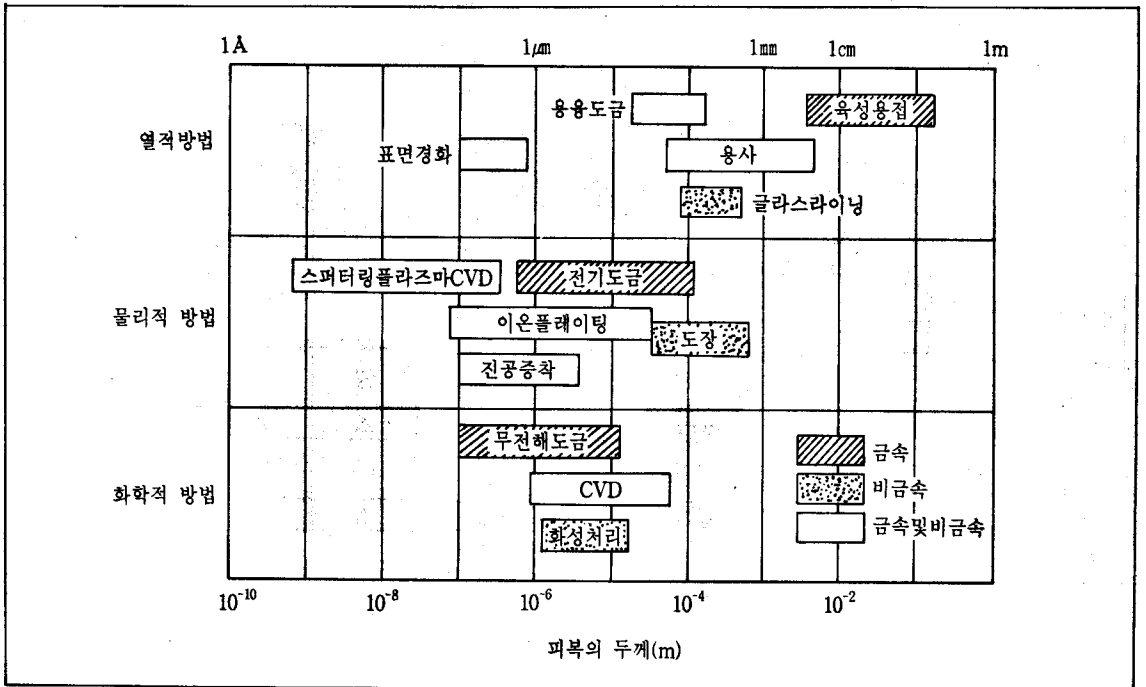 1Å 1μm 1mm 1cm 1m
열적방법
용융도금
육성용접
표면경화
용사
글라스라이닝
물리적 방법
스퍼터링플라즈마CVD
전기도금
이온플레이팅
도장
진공증착
화학적 방법
무전해도금
CVD
화성처리
금속
비금속
금속및비금속
10⁻¹⁰ 10⁻⁸ 10⁻⁶ 10⁻⁴ 10⁻²
피복의 두께(m)